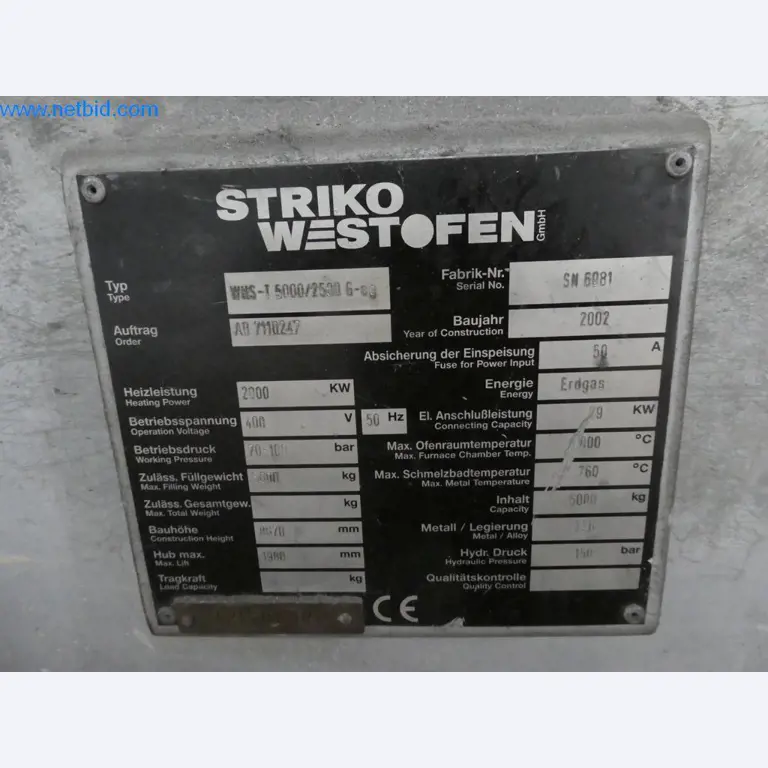 www.netbid.com
STRIKO
WESTOFEN GmbH
Typ
Type
Auftrag
Order
AB 7110247
Fabrik-Nr.
Serial No.
SN 6081
Baujahr
Year of Construction
2002
Absicherung der Einspeisung
Fuse for Power Input
50 A
Heizleistung
Heating Power
2000 KW
Energie
Energy
Erdgas
Betriebsspannung
Operation Voltage
400 V 50 Hz
El. Anschlußleistung
Connecting Capacity
KW
Betriebsdruck
Working Pressure
bar
Max. Ofenraumtemperatur
Max. Furnace Chamber Temp.
°C
Zuläss. Füllgewicht
Max. Filling Weight
kg
Max. Schmelzbadtemperatur
Max. Metal Temperature
760 °C
Zuläss. Gesamtgew.
Max. Total Weight
kg
Inhalt
Capacity
5000 kg
Bauhöhe
Construction Height
mm
Metall / Legierung
Metal / Alloy
Hub max.
Max. Lift
mm
Hydr. Druck
Hydraulic Pressure
150 bar
Tragkraft
Load Capacity
kg
Qualitätskontrolle
Quality Control
CE